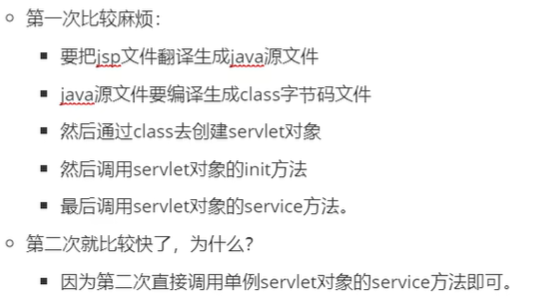 第一次比较麻烦：
要把jsp文件翻译生成java源文件
java源文件要编译生成class字节码文件
然后通过class去创建servlet对象
然后调用servlet对象的init方法
最后调用servlet对象的service方法。
第二次就比较快了，为什么？
因为第二次直接调用单例servlet对象的service方法即可。